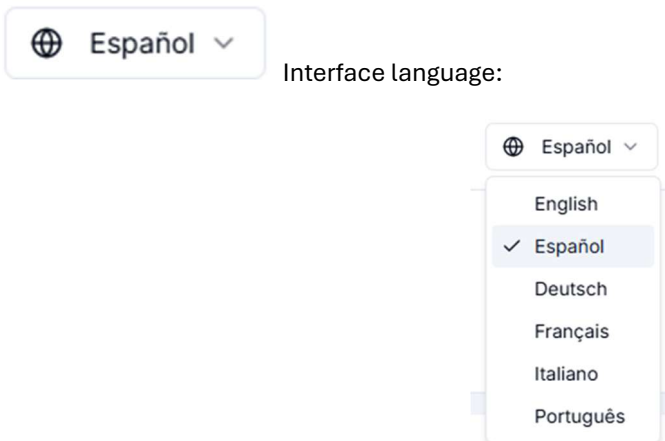 Español
Interface language:
Español
English
Español
Deutsch
Français
Italiano
Português